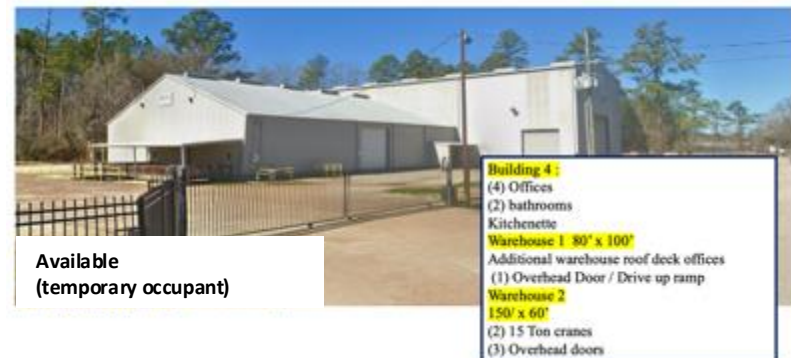 Available
(temporary occupant)
Building 4 :
(4) Offices
(2) bathrooms
Kitchenette
Warehouse 1 80' x 100'
Additional warehouse roof deck offices
(1) Overhead Door / Drive up ramp
Warehouse 2
150/ x 60'
(2) 15 Ton cranes
(3) Overhead doors